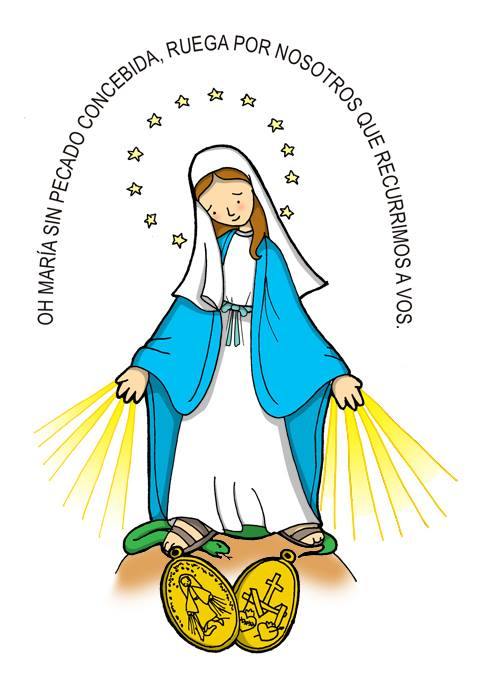 OH MARÍA SIN PECADO CONCEBIDA, RUEGA POR NOSOTROS QUE RECURRIMOS A VOS.